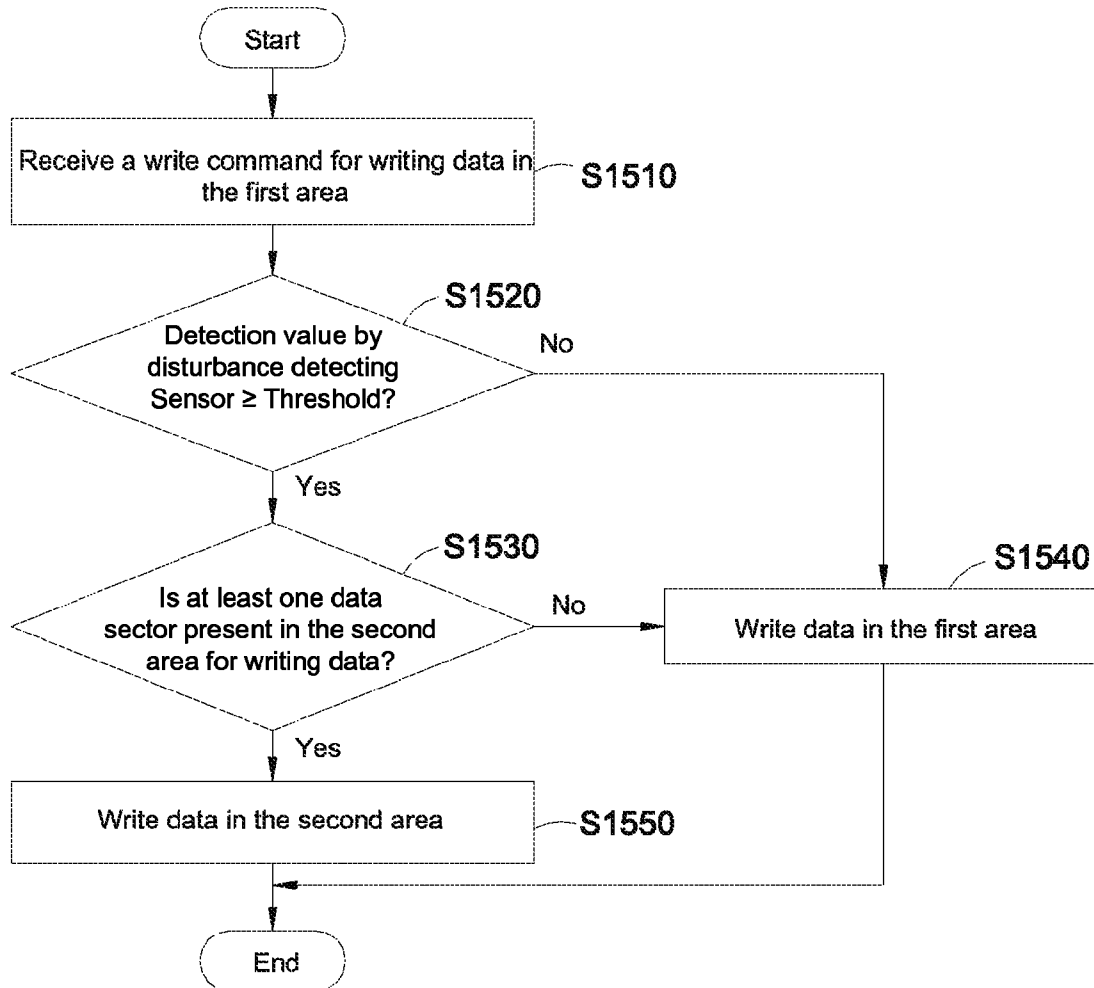 Start
Receive a write command for writing data in
the first area
S1510
S1520
Detection value by
disturbance detecting
Sensor ≥ Threshold?
No
Yes
S1530
Is at least one data
sector present in the second
area for writing data?
No
S1540
Write data in the first area
Yes
Write data in the second area
S1550
End